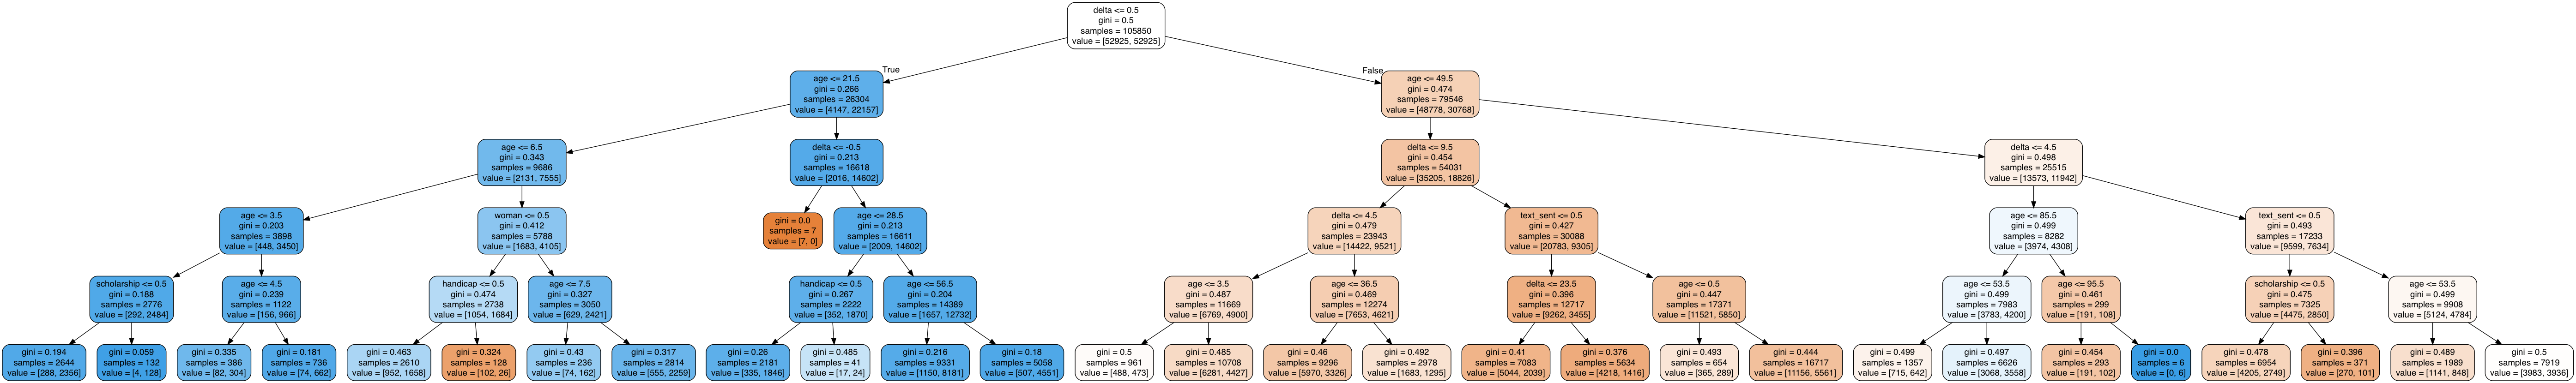 delta <= 0.5
gini = 0.5
samples = 105850
value = [52925, 52925]
True
False
age <= 21.5
gini = 0.266
samples = 26304
value = [4147, 22157]
age <= 49.5
gini = 0.474
samples = 79546
value = [48778, 30768]
age <= 6.5
gini = 0.343
samples = 9686
value = [2131, 7555]
delta <= -0.5
gini = 0.213
samples = 16618
value = [2016, 14602]
delta <= 9.5
gini = 0.454
samples = 54031
value = [35205, 18826]
delta <= 4.5
gini = 0.498
samples = 25515
value = [13573, 11942]
age <= 3.5
gini = 0.203
samples = 3898
value = [448, 3450]
woman <= 0.5
gini = 0.412
samples = 5788
value = [1683, 4105]
gini = 0.0
samples = 7
value = [7, 0]
age <= 28.5
gini = 0.213
samples = 16611
value = [2009, 14602]
delta <= 4.5
gini = 0.479
samples = 23943
value = [14422, 9521]
text_sent <= 0.5
gini = 0.427
samples = 30088
value = [20783, 9305]
age <= 85.5
gini = 0.499
samples = 8282
value = [3974, 4308]
text_sent <= 0.5
gini = 0.493
samples = 17233
value = [9599, 7634]
scholarship <= 0.5
gini = 0.188
samples = 2776
value = [292, 2484]
age <= 4.5
gini = 0.239
samples = 1122
value = [156, 966]
handicap <= 0.5
gini = 0.474
samples = 2738
value = [1054, 1684]
age <= 7.5
gini = 0.327
samples = 3050
value = [629, 2421]
handicap <= 0.5
gini = 0.267
samples = 2222
value = [352, 1870]
age <= 56.5
gini = 0.204
samples = 14389
value = [1657, 12732]
age <= 3.5
gini = 0.487
samples = 11669
value = [6769, 4900]
age <= 36.5
gini = 0.469
samples = 12274
value = [7653, 4621]
delta <= 23.5
gini = 0.396
samples = 12717
value = [9262, 3455]
age <= 0.5
gini = 0.447
samples = 17371
value = [11521, 5850]
age <= 53.5
gini = 0.499
samples = 7983
value = [3783, 4200]
age <= 95.5
gini = 0.461
samples = 299
value = [191, 108]
scholarship <= 0.5
gini = 0.475
samples = 7325
value = [4475, 2850]
age <= 53.5
gini = 0.499
samples = 9908
value = [5124, 4784]
gini = 0.194
samples = 2644
value = [288, 2356]
gini = 0.059
samples = 132
value = [4, 128]
gini = 0.335
samples = 386
value = [82, 304]
gini = 0.181
samples = 736
value = [74, 662]
gini = 0.463
samples = 2610
value = [952, 1658]
gini = 0.324
samples = 128
value = [102, 26]
gini = 0.43
samples = 236
value = [74, 162]
gini = 0.317
samples = 2814
value = [555, 2259]
gini = 0.26
samples = 2181
value = [335, 1846]
gini = 0.485
samples = 41
value = [17, 24]
gini = 0.216
samples = 9331
value = [1150, 8181]
gini = 0.18
samples = 5058
value = [507, 4551]
gini = 0.5
samples = 961
value = [488, 473]
gini = 0.485
samples = 10708
value = [6281, 4427]
gini = 0.46
samples = 9296
value = [5970, 3326]
gini = 0.492
samples = 2978
value = [1683, 1295]
gini = 0.41
samples = 7083
value = [5044, 2039]
gini = 0.376
samples = 5634
value = [4218, 1416]
gini = 0.493
samples = 654
value = [365, 289]
gini = 0.444
samples = 16717
value = [11156, 5561]
gini = 0.499
samples = 1357
value = [715, 642]
gini = 0.497
samples = 6626
value = [3068, 3558]
gini = 0.454
samples = 293
value = [191, 102]
gini = 0.0
samples = 6
value = [0, 6]
gini = 0.478
samples = 6954
value = [4205, 2749]
gini = 0.396
samples = 371
value = [270, 101]
gini = 0.489
samples = 1989
value = [1141, 848]
gini = 0.5
samples = 7919
value = [3983, 3936]